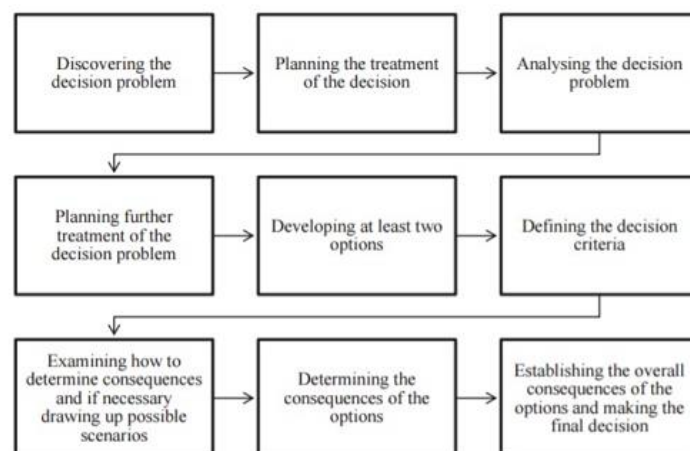 Discovering the
decision problem
Planning the treatment
of the decision
Analysing the decision
problem
Planning further
treatment of the
decision problem
Developing at least two
options
Defining the decision
criteria
Examining how to
determine consequences
and if necessary
drawing up possible
scenarios
Determining the
consequences of the
options
Establishing the overall
consequences of the
options and making the
final decision